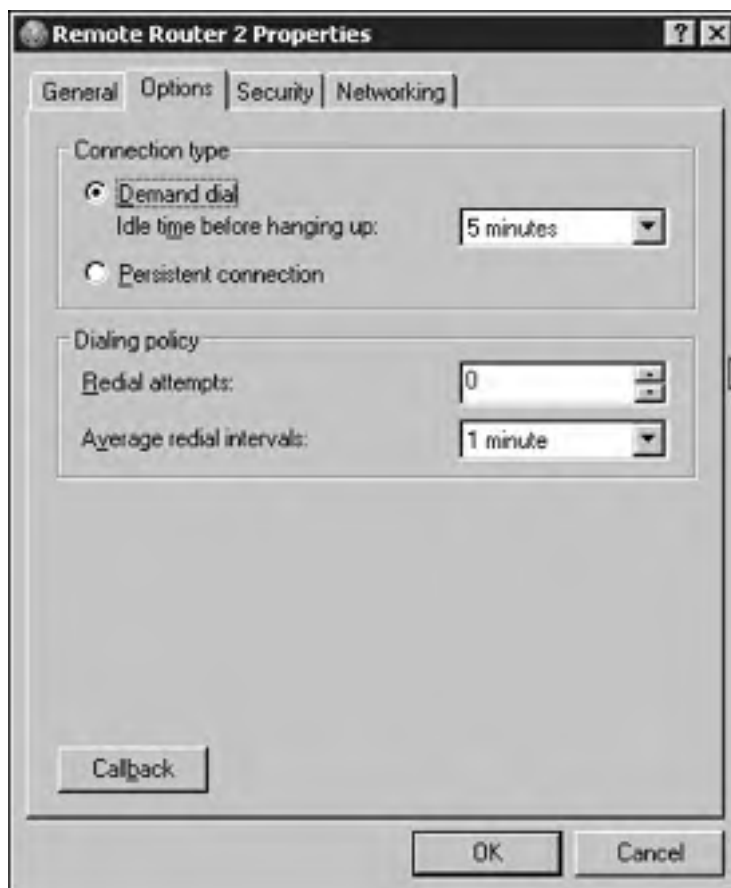 Remote Router 2 Properties
General Options Security Networking
Connection type
Demand dial
Idle time before hanging up: 5 minutes
Persistent connection
Dialing policy
Redial attempts: 0
Average redial intervals: 1 minute
Callback
OK Cancel